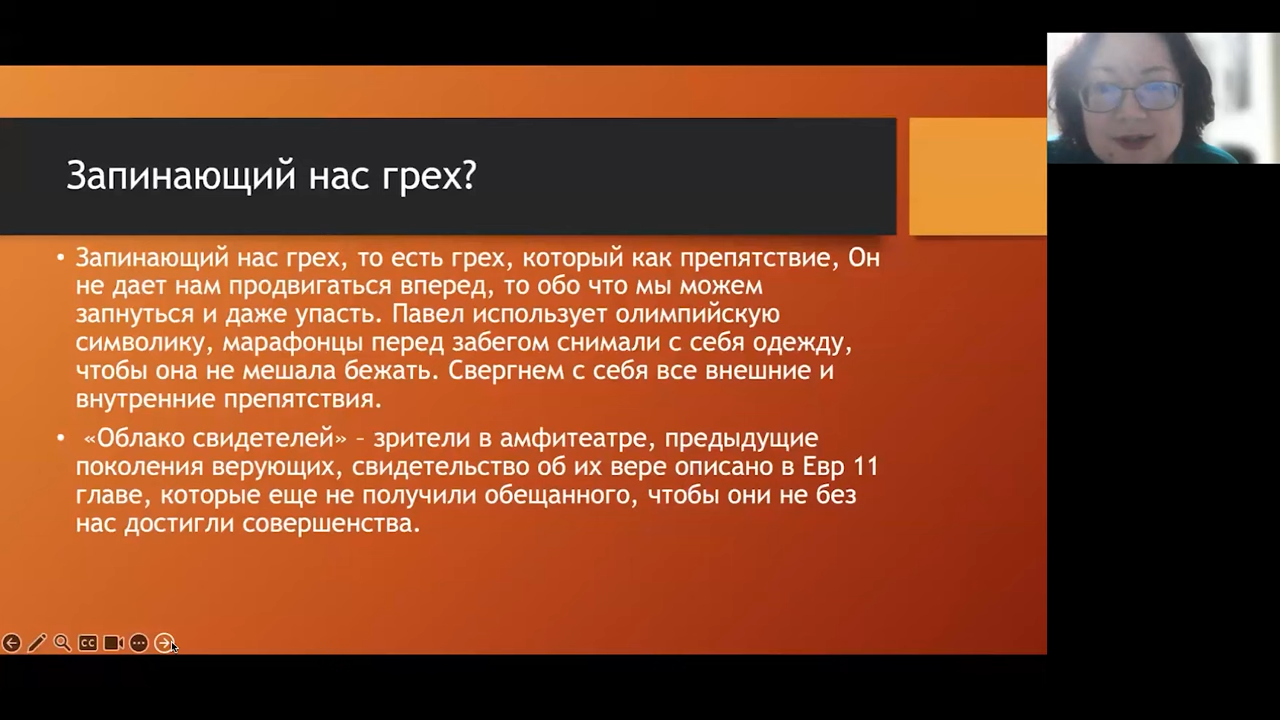 Запинающий нас грех?
• Запинающий нас грех, то есть грех, который как препятствие, Он
не дает нам продвигаться вперед, то обо что мы можем
запнуться и даже упасть. Павел использует олимпийскую
символику, марафонцы перед забегом снимали с себя одежду,
чтобы она не мешала бежать. Свергнем с себя все внешние и
внутренние препятствия.
• «Облако свидетелей» – зрители в амфитеатре, предыдущие
поколения верующих, свидетельство об их вере описано в Евр 11
главе, которые еще не получили обещанного, чтобы они не без
нас достигли совершенства.
CC